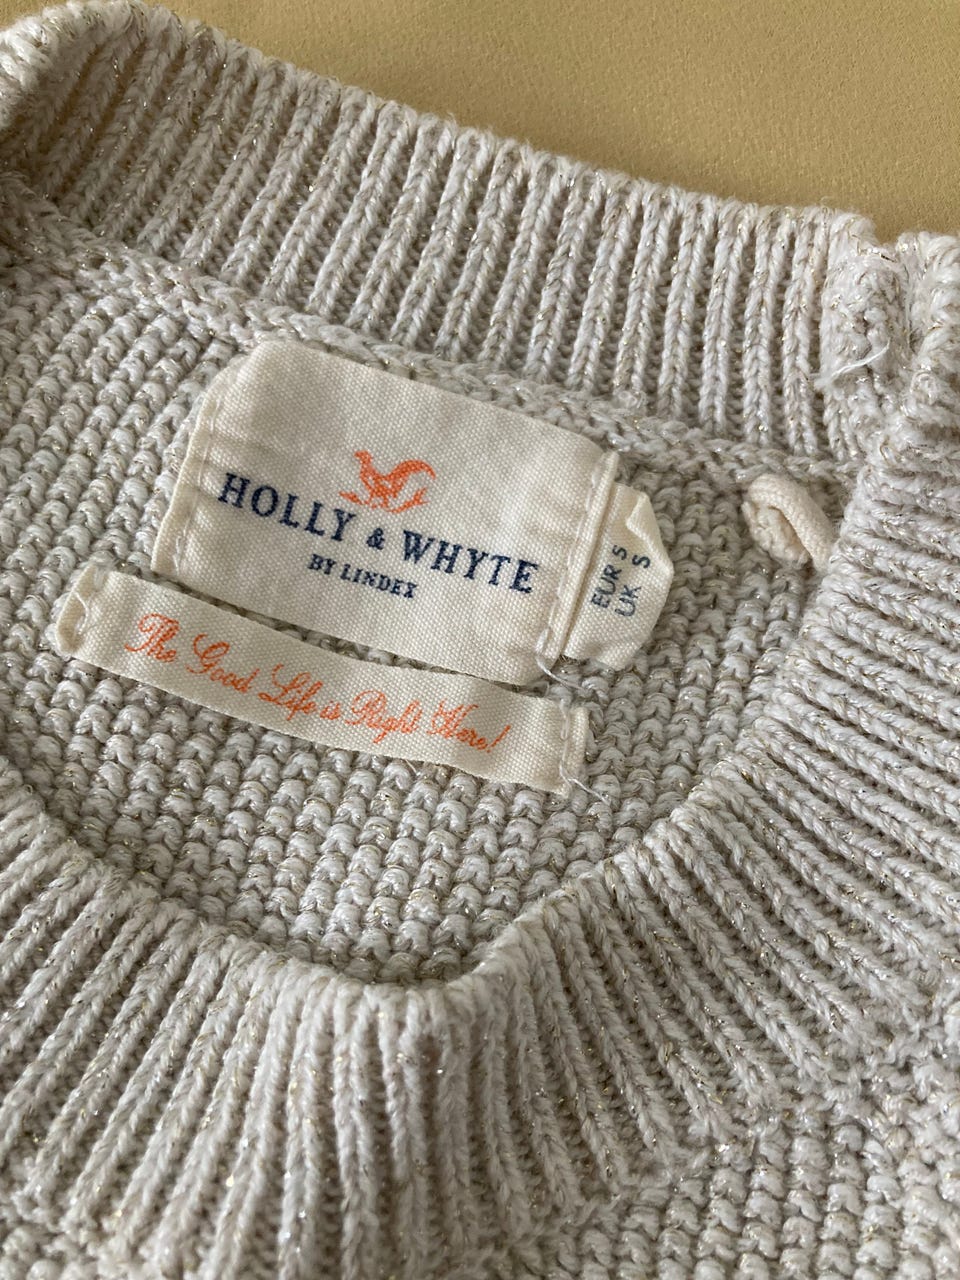 HOLLY & WHYTE
BY LINDEX
EUR S
UK S
The Good Life is Right Here!